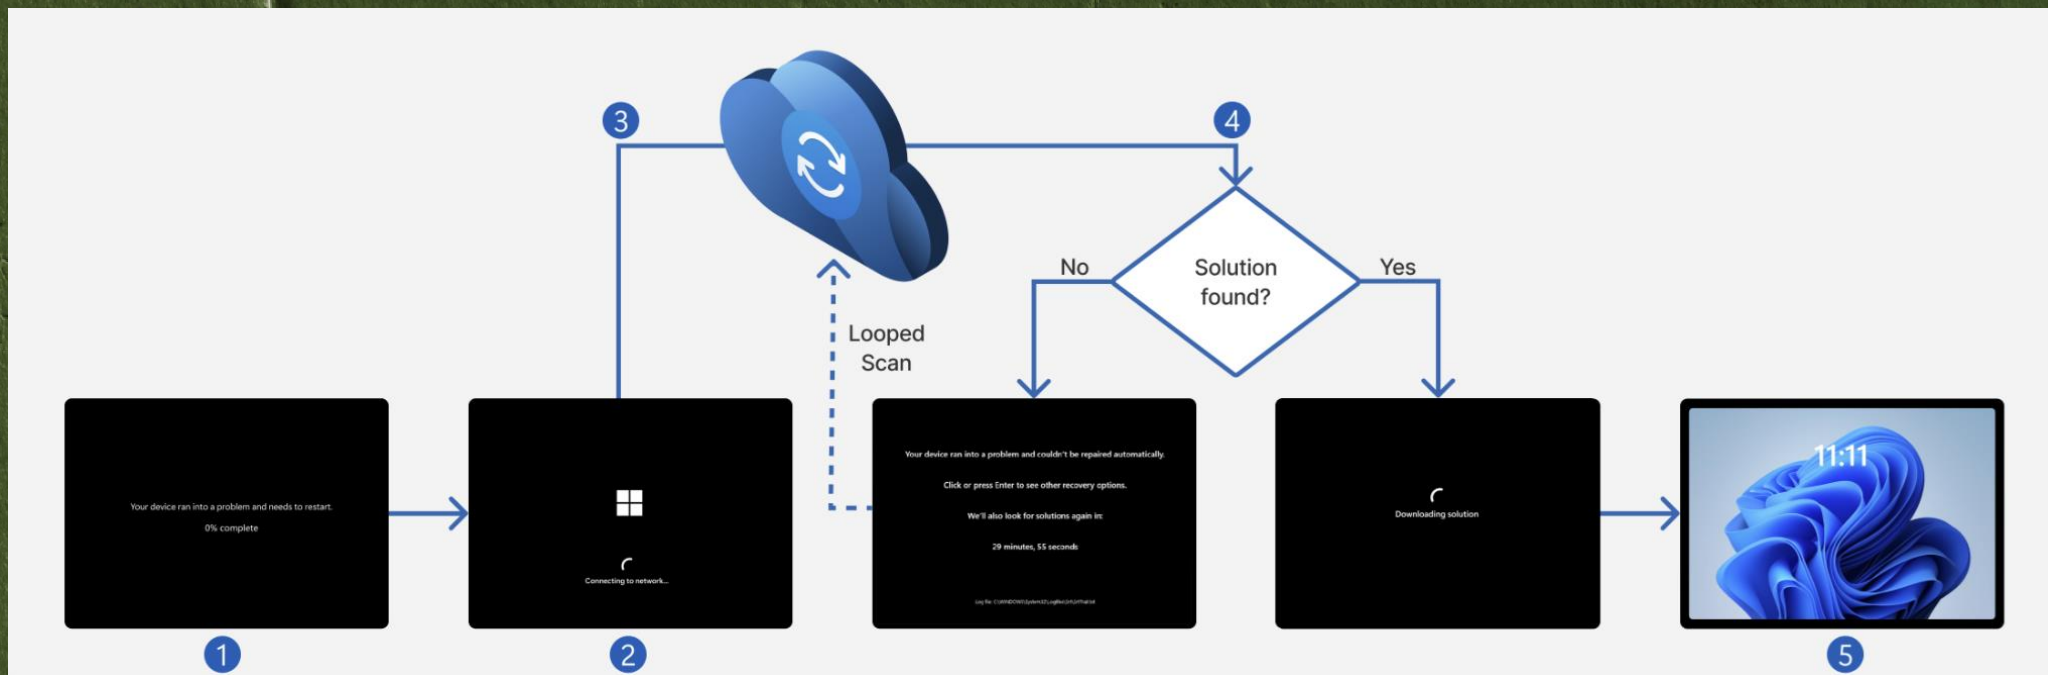 3
4
Solution
found?
No
Yes
Looped
Scan
Your device ran into a problem and needs to restart.
0% complete
Connecting to network...
Your device ran into a problem and couldn't be repaired automatically.
Click or press Enter to see other recovery options.
We'll also look for solutions again in:
29 minutes, 55 seconds
Downloading solution
11:11
1
2
5